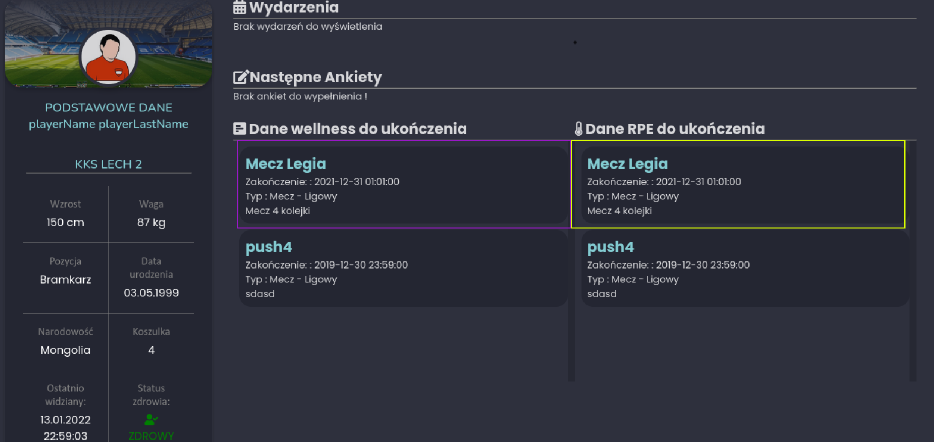 PODSTAWOWE DANE
playerName playerLastName
KKS LECH 2
Wzrost
150 cm
Waga
87 kg
Pozycja
Bramkarz
Data
urodzenia
03.05.1999
Narodowość
Mongolia
Koszulka
4
Ostatnio
widziany:
13.01.2022
22:59:03
Status
zdrowia:
ZDROWY
Wydarzenia
Brak wydarzeń do wyświetlenia
Następne Ankiety
Brak ankiet do wypełnienia !
Dane wellness do ukończenia
Mecz Legia
Zakończenie: : 2021-12-31 01:01:00
Typ : Mecz - Ligowy
Mecz 4 kolejki
push4
Zakończenie: : 2019-12-30 23:59:00
Typ : Mecz - Ligowy
sdasd
Dane RPE do ukończenia
Mecz Legia
Zakończenie: : 2021-12-31 01:01:00
Typ : Mecz - Ligowy
Mecz 4 kolejki
push4
Zakończenie: : 2019-12-30 23:59:00
Typ : Mecz - Ligowy
sdasd